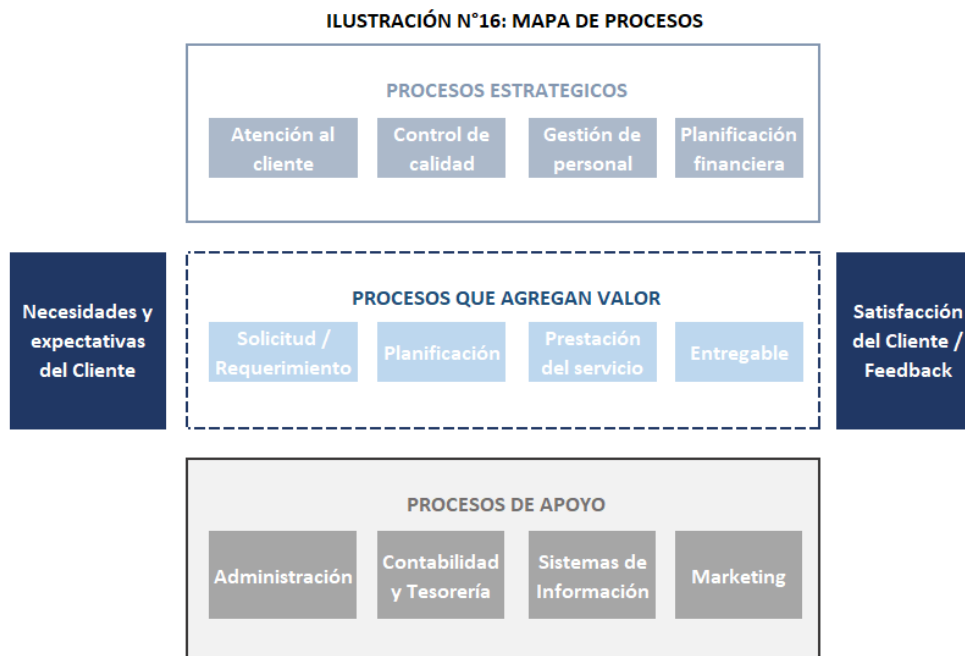 ILUSTRACIÓN N°16: MAPA DE PROCESOS
PROCESOS ESTRATEGICOS
Atención al
cliente
Control de
calidad
Gestión de
personal
Planificación
financiera
Necesidades y
expectativas
del Cliente
PROCESOS QUE AGREGAN VALOR
Solicitud /
Requerimiento
Planificación
Prestación
del servicio
Entregable
Satisfacción
del Cliente /
Feedback
PROCESOS DE APOYO
Administración
Contabilidad
y Tesorería
Sistemas de
Información
Marketing